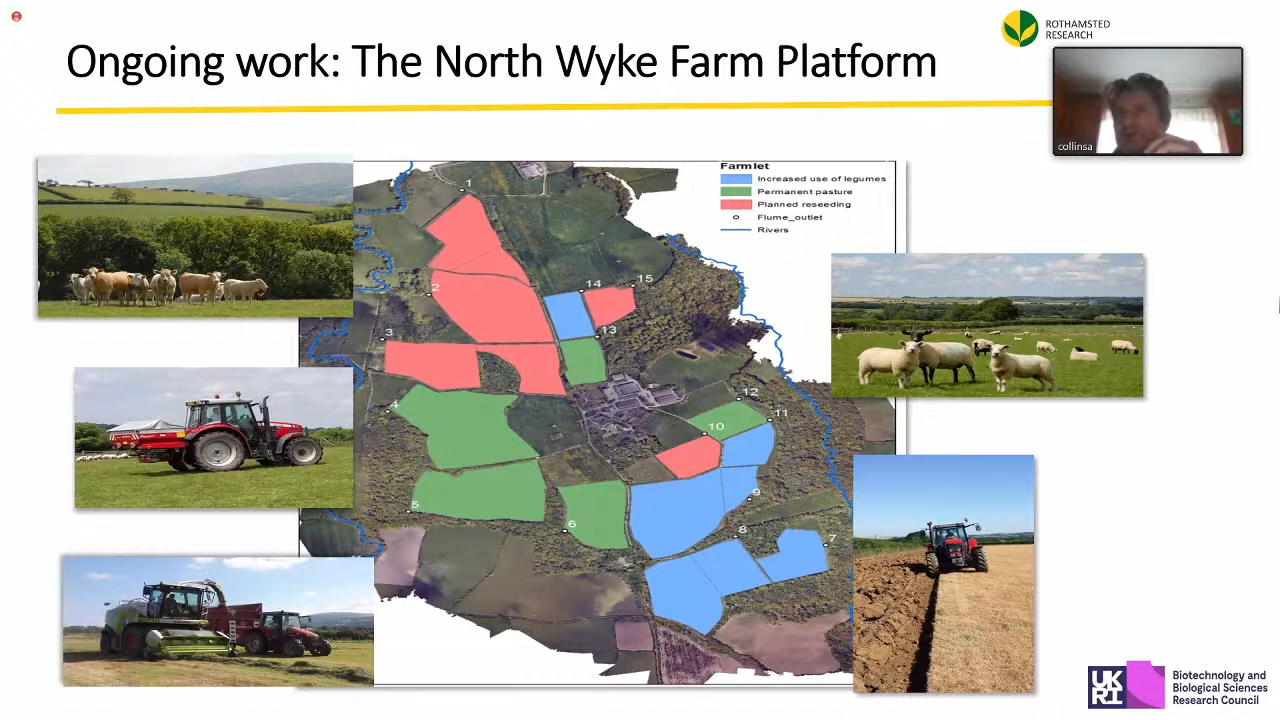 Ongoing work: The North Wyke Farm Platform
ROTHAMSTED
RESEARCH
collinsa
Farmlet
Increased use of legumes
Permanent pasture
Planned reseeding
Flume_outlet
Rivers
1
2
3
4
5
6
7
8
9
10
11
12
13
14
15
UK
RI
Biotechnology and
Biological Sciences
Research Council